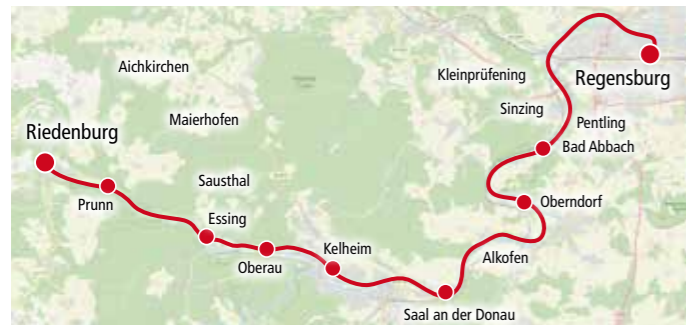 Aichkirchen
Kleinprüfening
Regensburg
Sinzing
Maierhofen
Pentling
Riedenburg
Bad Abbach
Sausthal
Prunn
Oberndorf
Essing
Kelheim
Oberau
Alkofen
Saal an der Donau